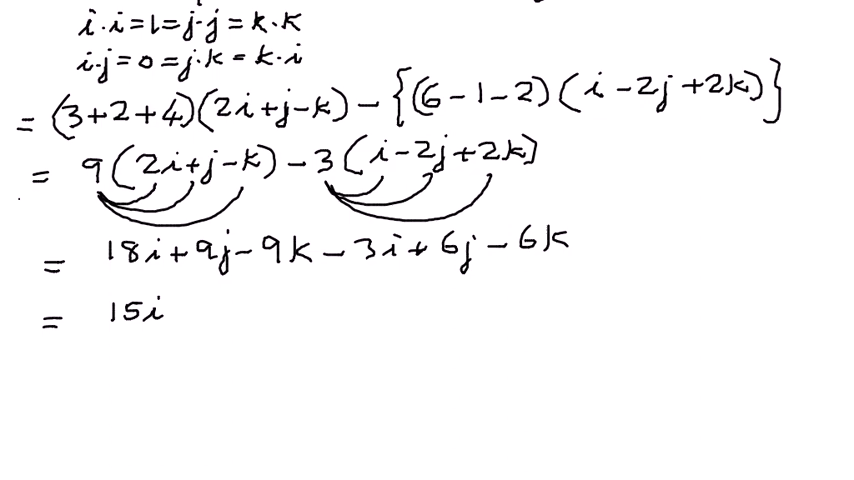 i·i=1=j·j=k·k
i·j=0=j·k=k·i
=(3+2+4)(2i+j-k)-{(6-1-2)(i-2j+2k)}
= 9(2i+j-k)-3(i-2j+2k)
= 18i+9j-9k-3i+6j-6k
= 15i